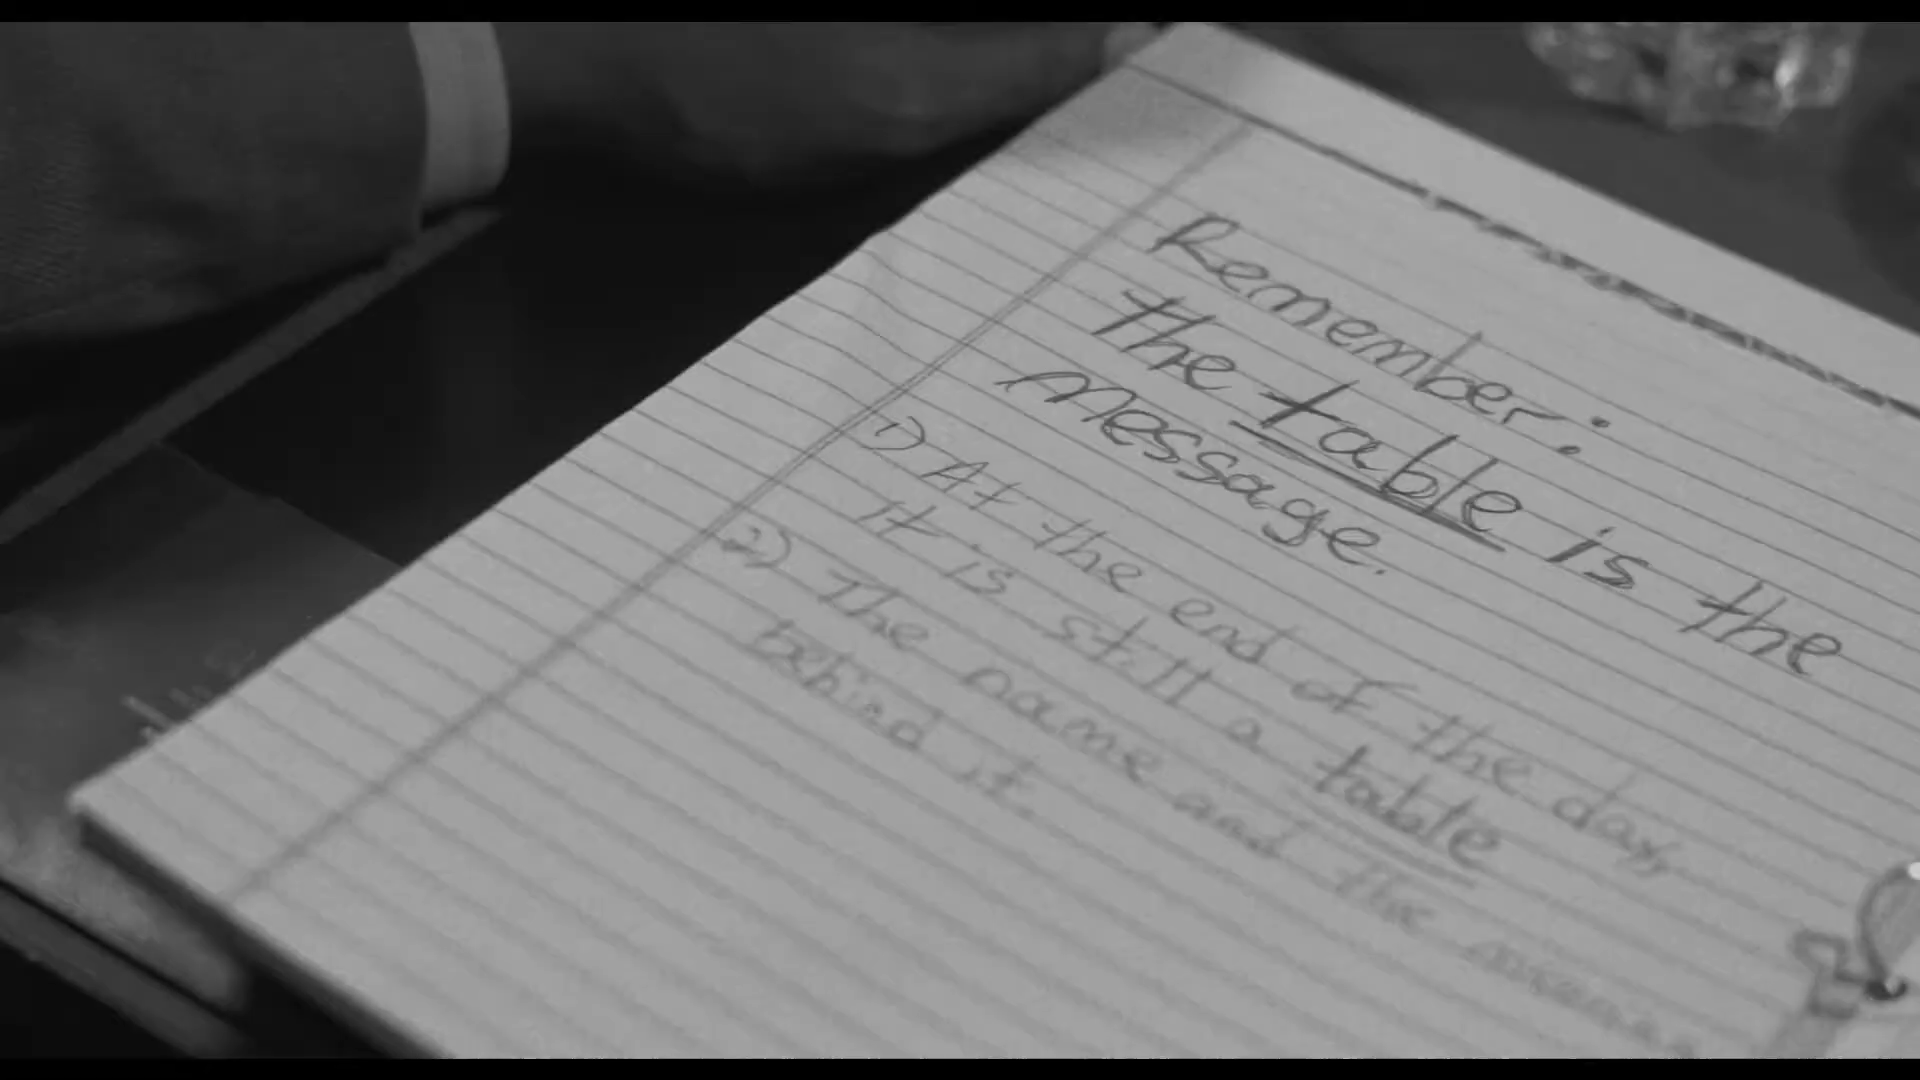 Remember:
the table is the
message.
1) At the end of the day,
it is still a table
2) The name and the meaning
behind it.